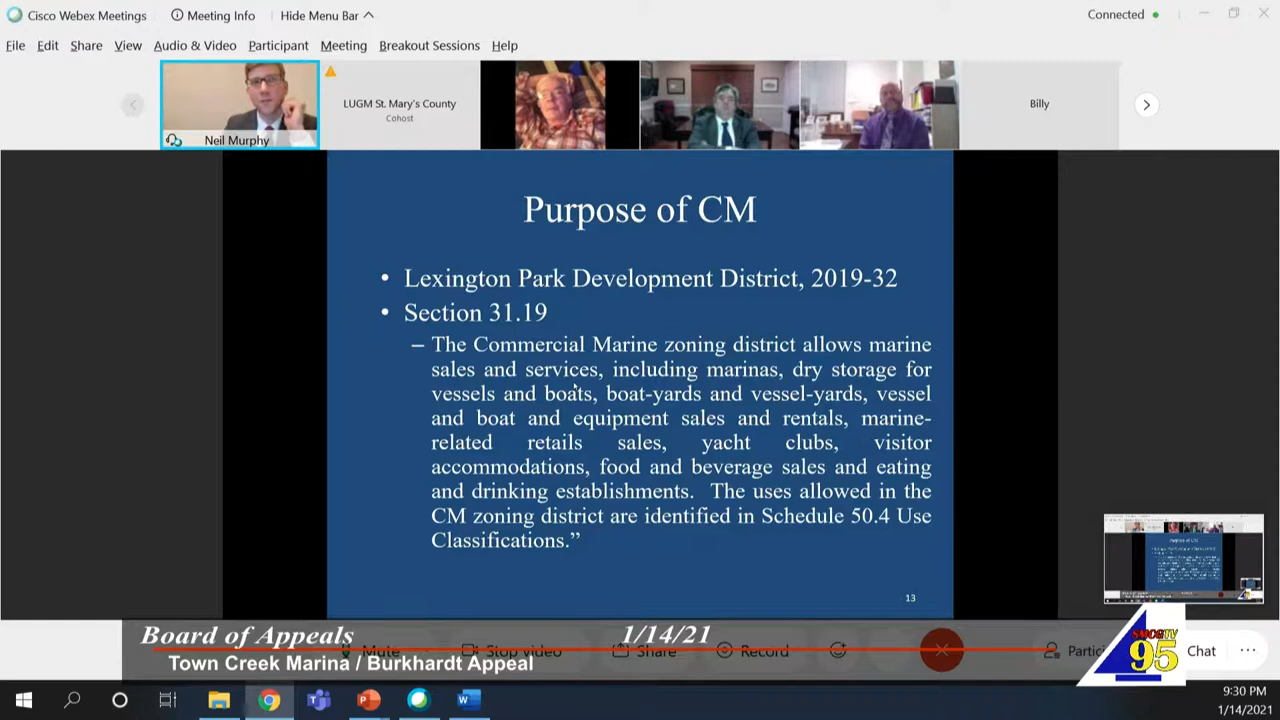 Cisco Webex Meetings
Meeting Info
Hide Menu Bar
Connected
File Edit Share View Audio & Video Participant Meeting Breakout Sessions Help
Neil Murphy
LUGM St. Mary's County
Cohost
Billy
Purpose of CM
• Lexington Park Development District, 2019-32
• Section 31.19
– The Commercial Marine zoning district allows marine
sales and services, including marinas, dry storage for
vessels and boats, boat-yards and vessel-yards, vessel
and boat and equipment sales and rentals, marine-
related retails sales, yacht clubs, visitor
accommodations, food and beverage sales and eating
and drinking establishments. The uses allowed in the
CM zoning district are identified in Schedule 50.4 Use
Classifications.”
13
Board of Appeals 1/14/21
Mute Stop video Share Record Chat
Town Creek Marina / Burkhardt Appeal
SMCGTV
95
9:30 PM
1/14/2021